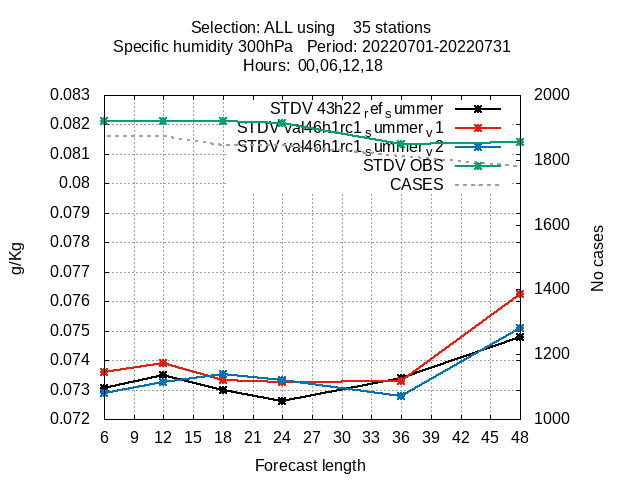 Selection: ALL using 35 stations
Specific humidity 300hPa Period: 20220701-20220731
Hours: 00,06,12,18
0.083
0.082
0.081
0.08
0.079
0.078
0.077
0.076
0.075
0.074
0.073
0.072
g/Kg
STDV 43h22_ref_summer
STDV val46h1rc1_summer_v1
STDV val46h1rc1_summer_v2
STDV OBS
CASES
2000
1800
1600
1400
1200
1000
No cases
6 9 12 15 18 21 24 27 30 33 36 39 42 45 48
Forecast length